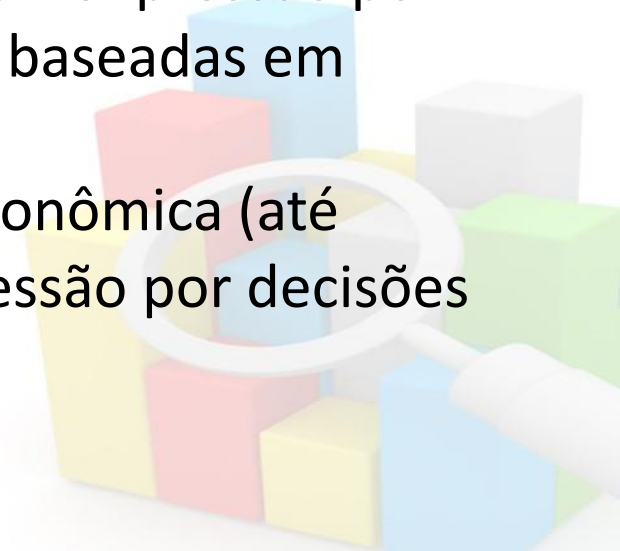 baseadas em
onômica (até
essão por decisões